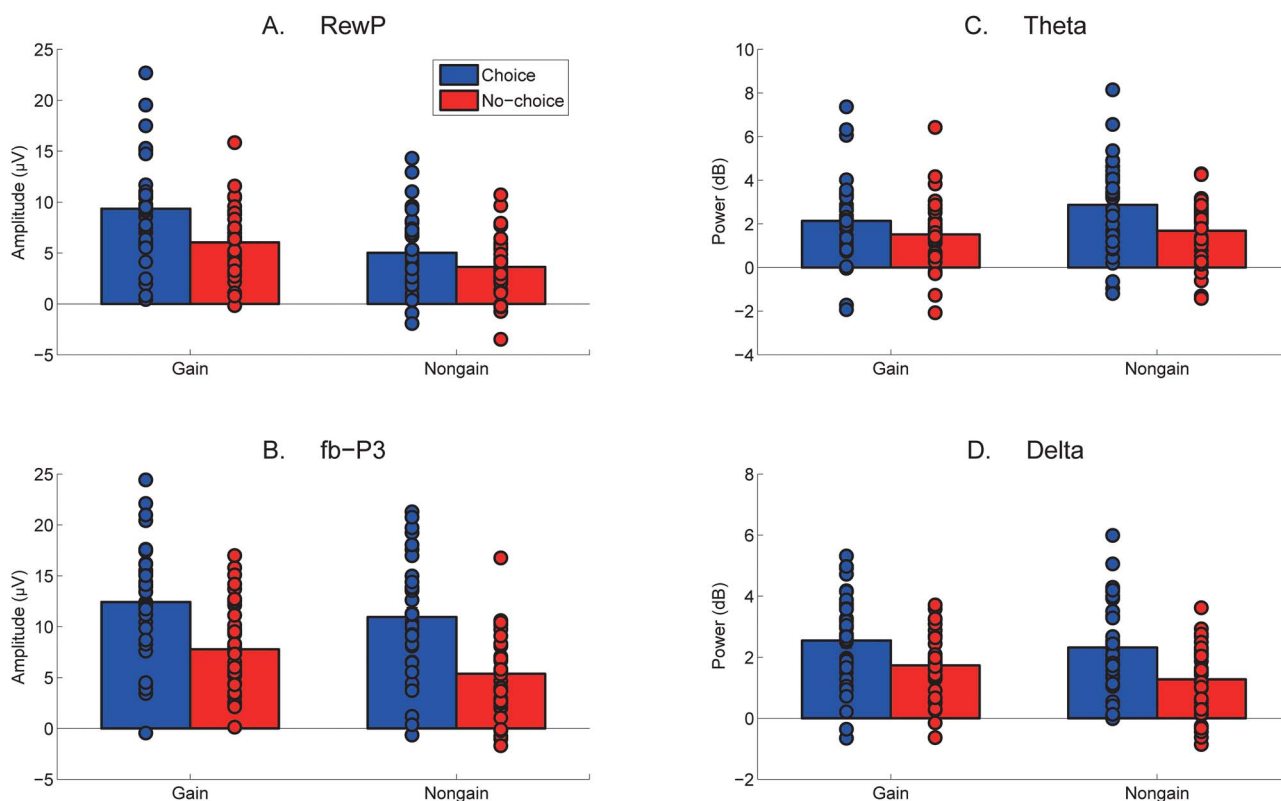 A. RewP
25
20
15
10
5
0
−5
Amplitude (μV)
Gain
Nongain
Choice
No−choice
C. Theta
10
8
6
4
2
0
−2
−4
Power (dB)
Gain
Nongain
B. fb−P3
25
20
15
10
5
0
−5
Amplitude (μV)
Gain
Nongain
D. Delta
8
6
4
2
0
−2
Power (dB)
Gain
Nongain